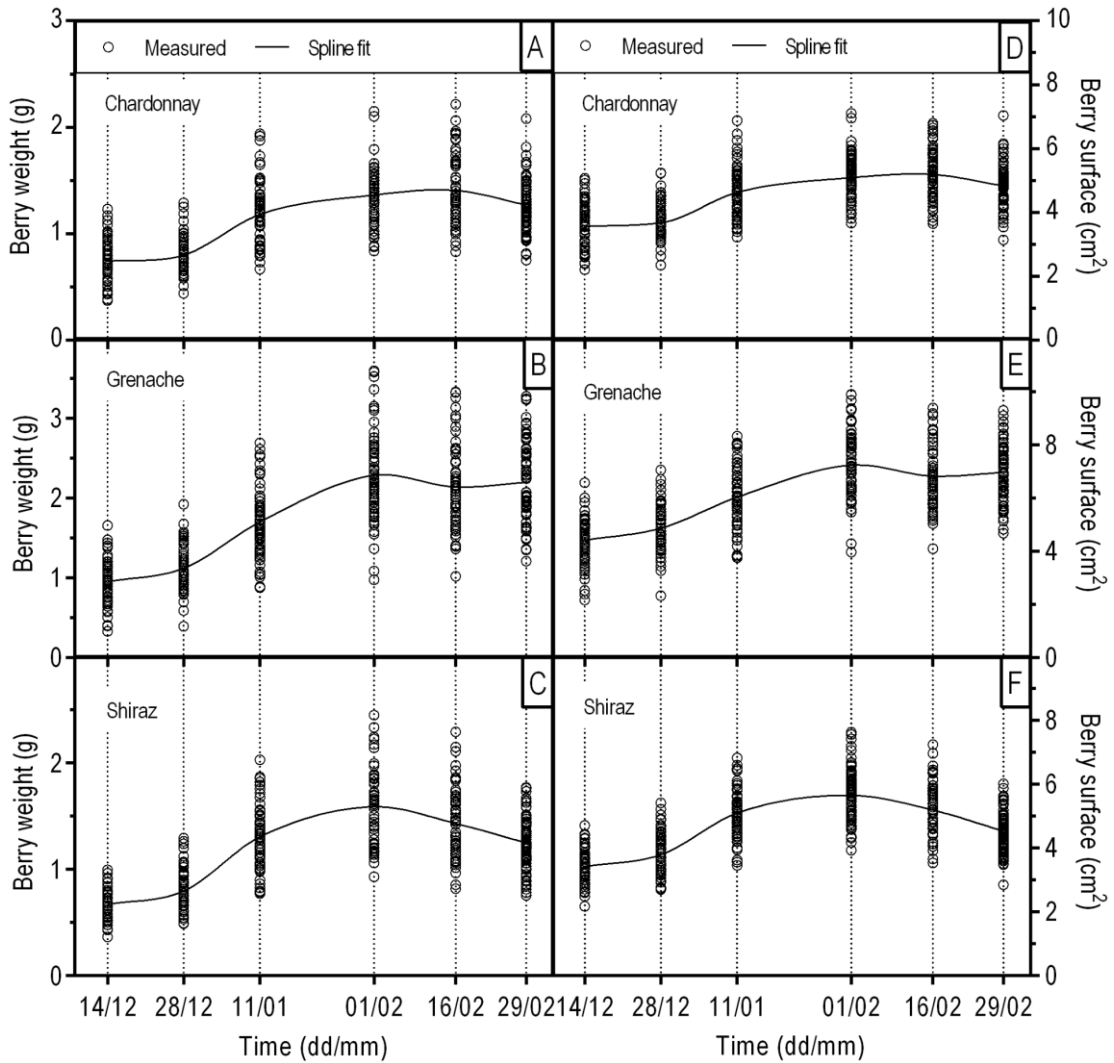 Measured Spline fit A Measured Spline fit D
3 10
Chardonnay Chardonnay
Berry weight (g) 2 1 0
8 6 4 2 0 Berry surface (cm2)
B E
Grenache Grenache
Berry weight (g) 3 2 1 0
8 4 0 Berry surface (cm2)
C F
Shiraz Shiraz
Berry weight (g) 2 1 0
8 6 4 2 0 Berry surface (cm2)
14/12 28/12 11/01 01/02 16/02 29/02 14/12 28/12 11/01 01/02 16/02 29/02
Time (dd/mm) Time (dd/mm)